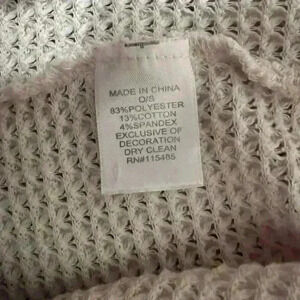 MADE IN CHINA
O/S
83%POLYESTER
13%COTTON
4%SPANDEX
EXCLUSIVE OF
DECORATION
DRY CLEAN
RN#115485